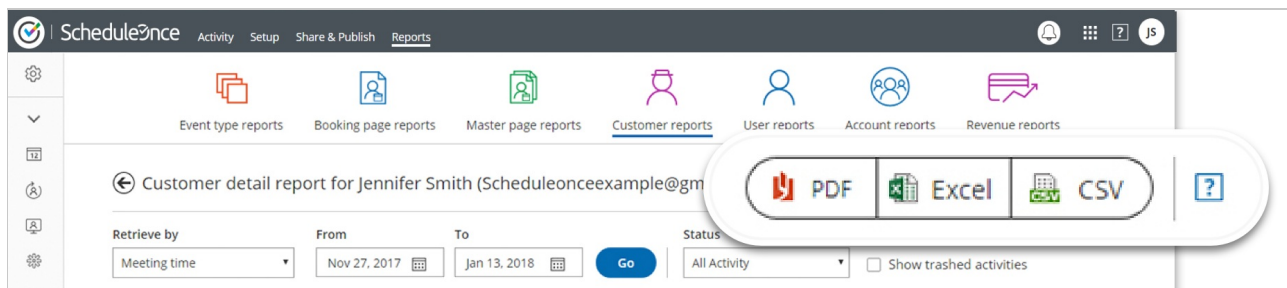 ScheduleOnce Activity Setup Share & Publish Reports ? JS
Event type reports Booking page reports Master page reports Customer reports User reports Account reports Revenue reports
12
Customer detail report for Jennifer Smith (Scheduleonceexample@gm
PDF Excel CSV CSV ?
Retrieve by From To Status
Meeting time Nov 27, 2017 Jan 13, 2018 Go All Activity Show trashed activities